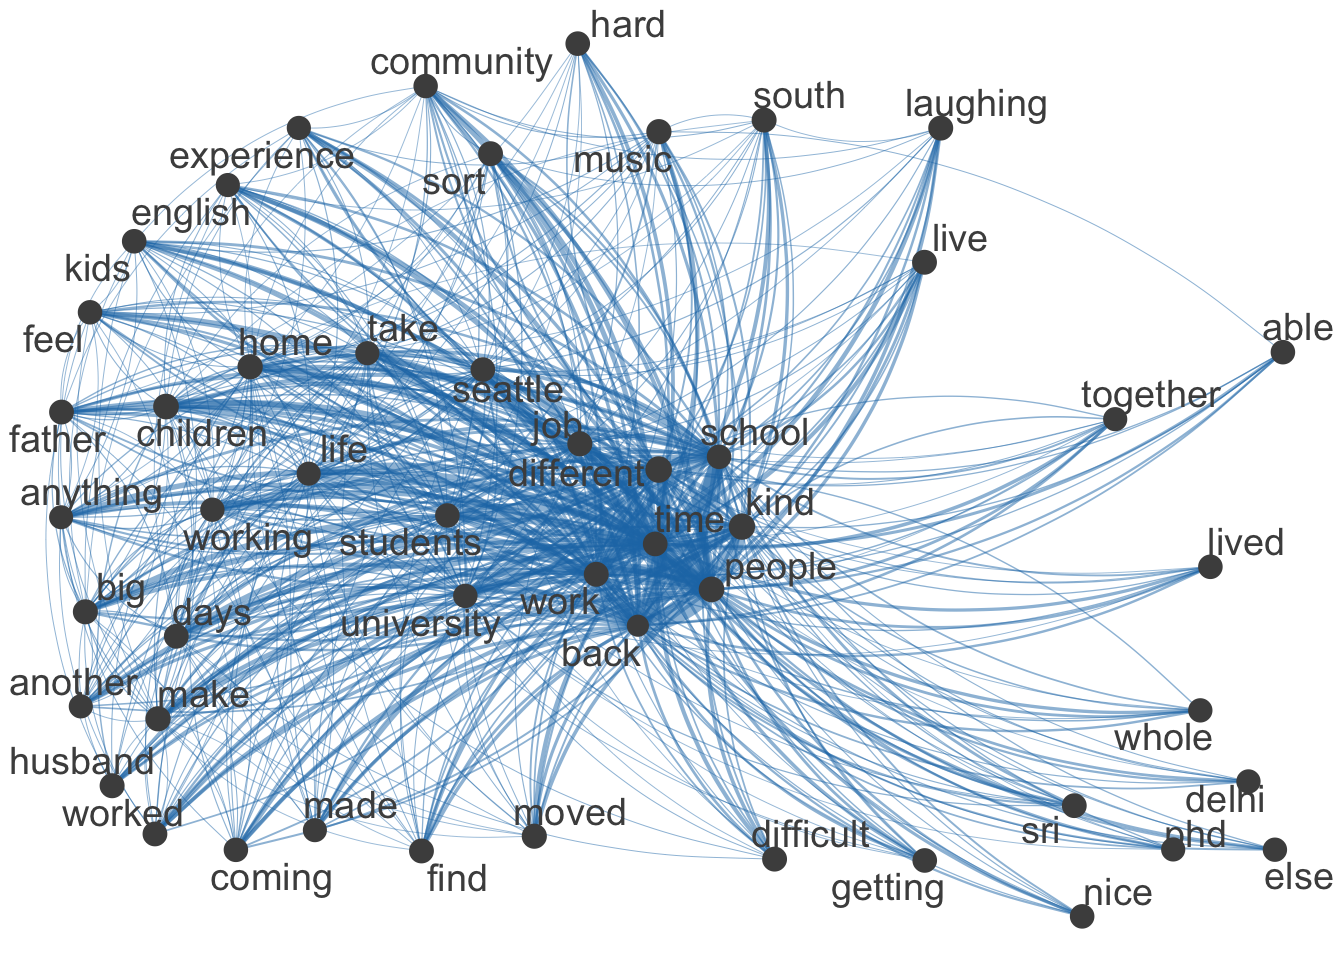 hard
community
south
laughing
experience
sort
music
english
live
kids
feel
home
take
able
seattle
together
father
children
job
school
life
different
anything
kind
working
students
time
lived
big
days
people
university
work
back
another
make
whole
husband
worked
made
moved
delhi
difficult
sri
phd
coming
find
getting
else
nice